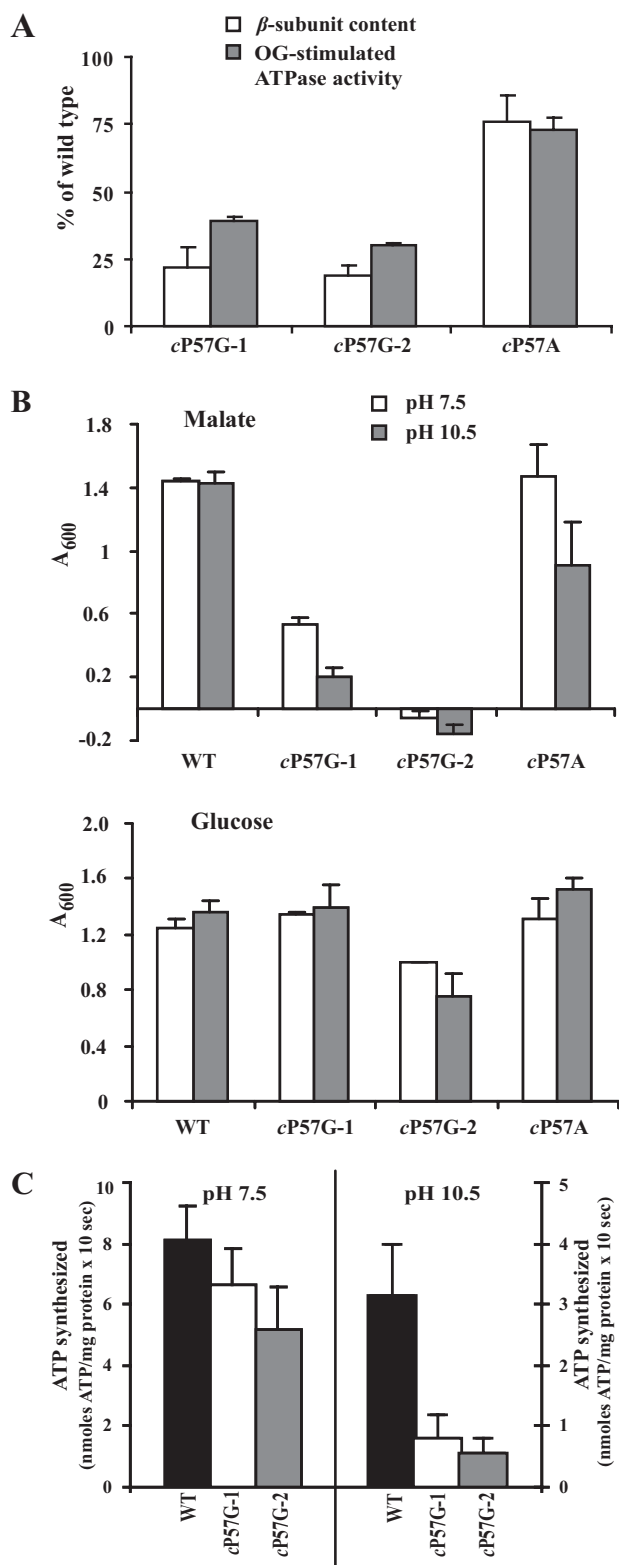 A
β-subunit content
OG-stimulated
ATPase activity
% of wild type
100
75
50
25
0
cP57G-1
cP57G-2
cP57A
B
Malate
pH 7.5
pH 10.5
A600
1.8
1.4
1
0.6
0.2
-0.2
WT
cP57G-1
cP57G-2
cP57A
Glucose
A600
2.0
1.6
1.2
0.8
0.4
0
WT
cP57G-1
cP57G-2
cP57A
C
pH 7.5
pH 10.5
ATP synthesized
(nmoles ATP/mg protein x 10 sec)
10
8
6
4
2
0
WT
cP57G-1
cP57G-2
WT
cP57G-1
cP57G-2
5
4
3
2
1
0
ATP synthesized
(nmoles ATP/mg protein x 10 sec)